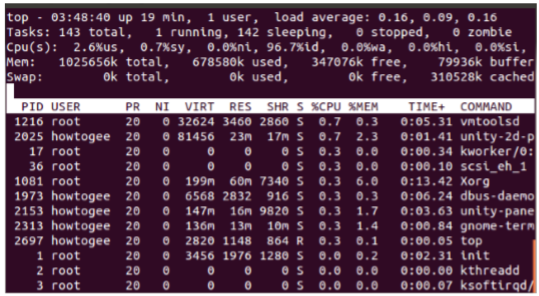 top - 03:48:40 up 19 min, 1 user, load average: 0.16, 0.09, 0.16
Tasks: 143 total, 1 running, 142 sleeping, 0 stopped, 0 zombie
Cpu(s): 2.6%us, 0.7%sy, 0.0%ni, 96.7%id, 0.0%wa, 0.0%hi, 0.0%si,
Mem: 1025656k total, 678580k used, 347076k free, 79936k buffer
Swap: 0k total, 0k used, 0k free, 310528k cached
PID USER PR NI VIRT RES SHR S %CPU %MEM TIME+ COMMAND
1216 root 20 0 32624 3460 2860 S 0.7 0.3 0:05.31 vmtoolsd
2025 howtogee 20 0 81456 23m 17m S 0.7 2.3 0:01.41 unity-2d-p
17 root 20 0 0 0 0 S 0.3 0.0 0:00.34 kworker/0:
36 root 20 0 0 0 0 S 0.3 0.0 0:00.10 scsi_eh_1
1081 root 20 0 199m 60m 7340 S 0.3 6.0 0:13.42 Xorg
1973 howtogee 20 0 6568 2832 916 S 0.3 0.3 0:06.24 dbus-daemo
2153 howtogee 20 0 147m 16m 9820 S 0.3 1.7 0:03.63 unity-pane
2313 howtogee 20 0 136m 13m 10m S 0.3 1.4 0:00.84 gnome-term
2697 howtogee 20 0 2820 1148 864 R 0.3 0.1 0:00.05 top
1 root 20 0 3456 1976 1280 S 0.0 0.2 0:02.31 init
2 root 20 0 0 0 0 S 0.0 0.0 0:00.00 kthreadd
3 root 20 0 0 0 0 S 0.0 0.0 0:00.07 ksoftirqd/